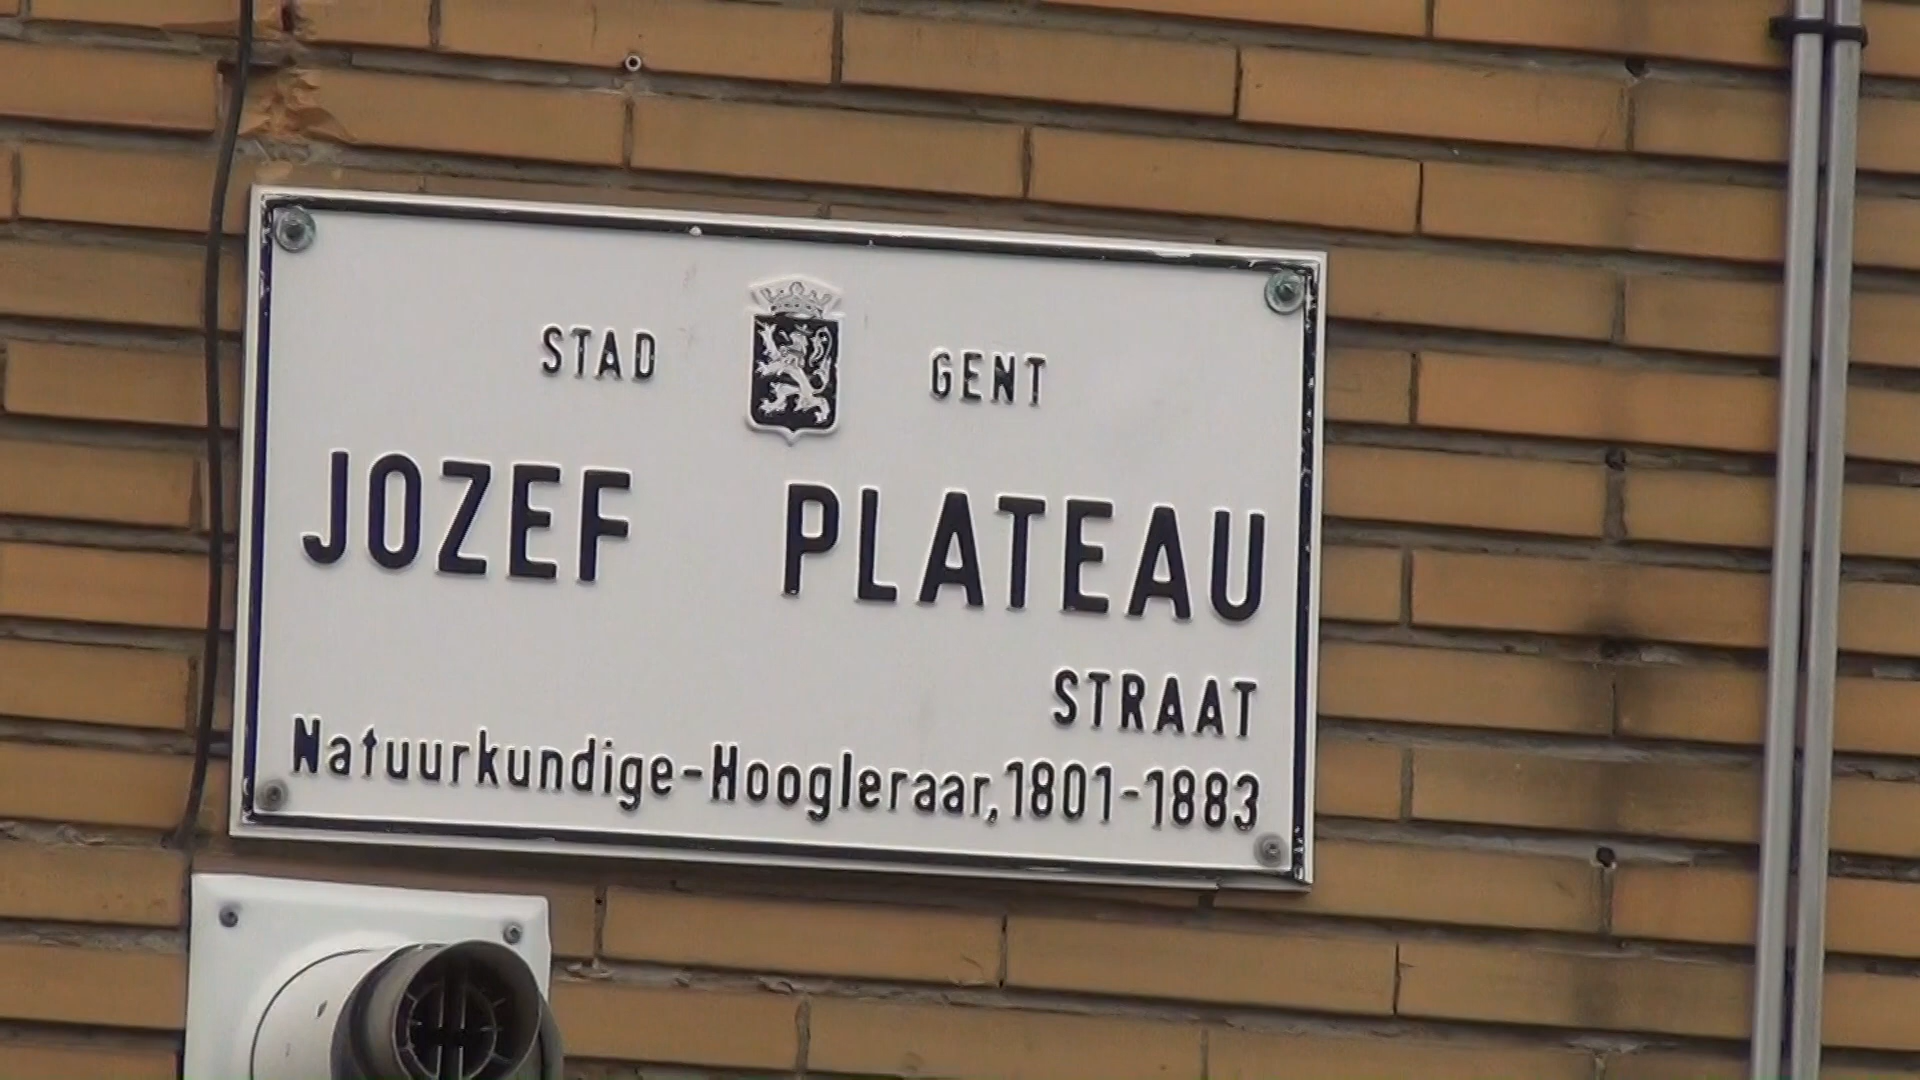 STAD GENT
JOZEF PLATEAU
STRAAT
Natuurkundige-Hoogleraar, 1801-1883